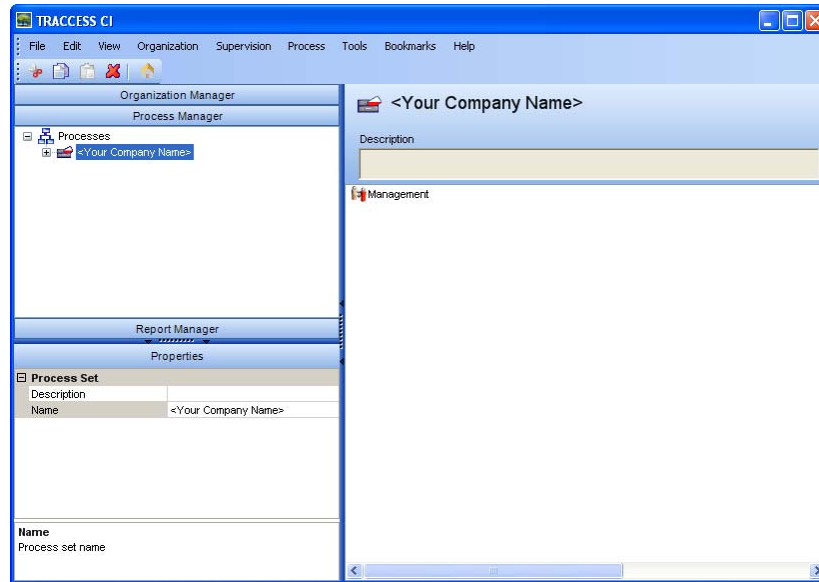 TRACCESS CI
File Edit View Organization Supervision Process Tools Bookmarks Help
Organization Manager
Process Manager
Processes
<Your Company Name>
Report Manager
Properties
Process Set
Description
Name <Your Company Name>
Name
Process set name
<Your Company Name>
Description
Management